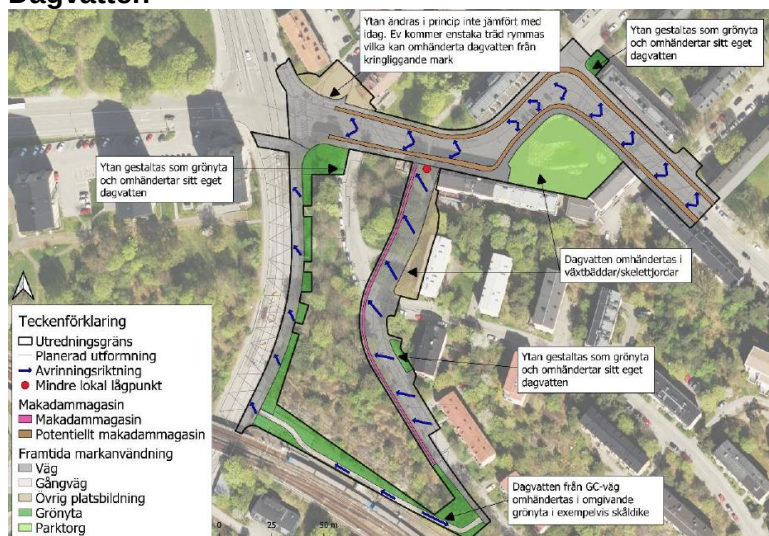 Dagvatten
Ytan ändras i princip inte jämfört med
idag. Ev kommer enstaka träd rymmas
vilka kan omhänderta dagvatten från
kringliggande mark
Ytan gestaltas som grönyta
och omhändertar sitt eget
dagvatten
Ytan gestaltas som grönyta
och omhändertar sitt eget
dagvatten
Dagvatten omhändertas i
växtbäddar/skelettjordar
Ytan gestaltas som grönyta
och omhändertar sitt eget
dagvatten
Dagvatten från GC-väg
omhändertas i omgivande
grönyta i exempelvis skåldike
Teckenförklaring
Utredningsgräns
Planerad utformning
Avrinningsriktning
Mindre lokal lågpunkt
Makadammagasin
Makadammagasin
Potentiellt makadammagasin
Framtida markanvändning
Väg
Gångväg
Övrig platsbildning
Grönyta
Parktorg
0 25 50 m